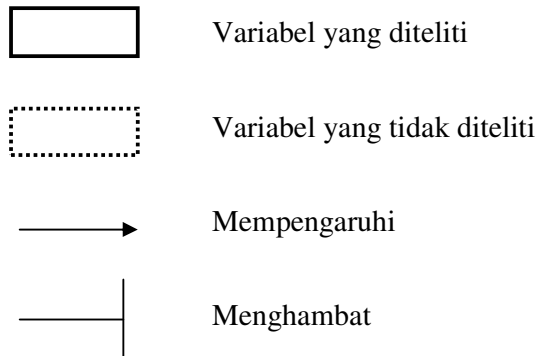 Variabel yang diteliti
Variabel yang tidak diteliti
Mempengaruhi
Menghambat